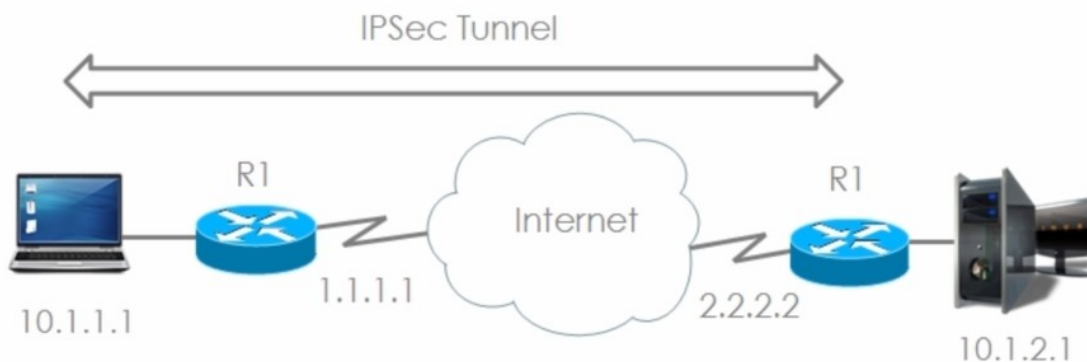 IPSec Tunnel
R1
R1
Internet
1.1.1.1
2.2.2.2
10.1.1.1
10.1.2.1